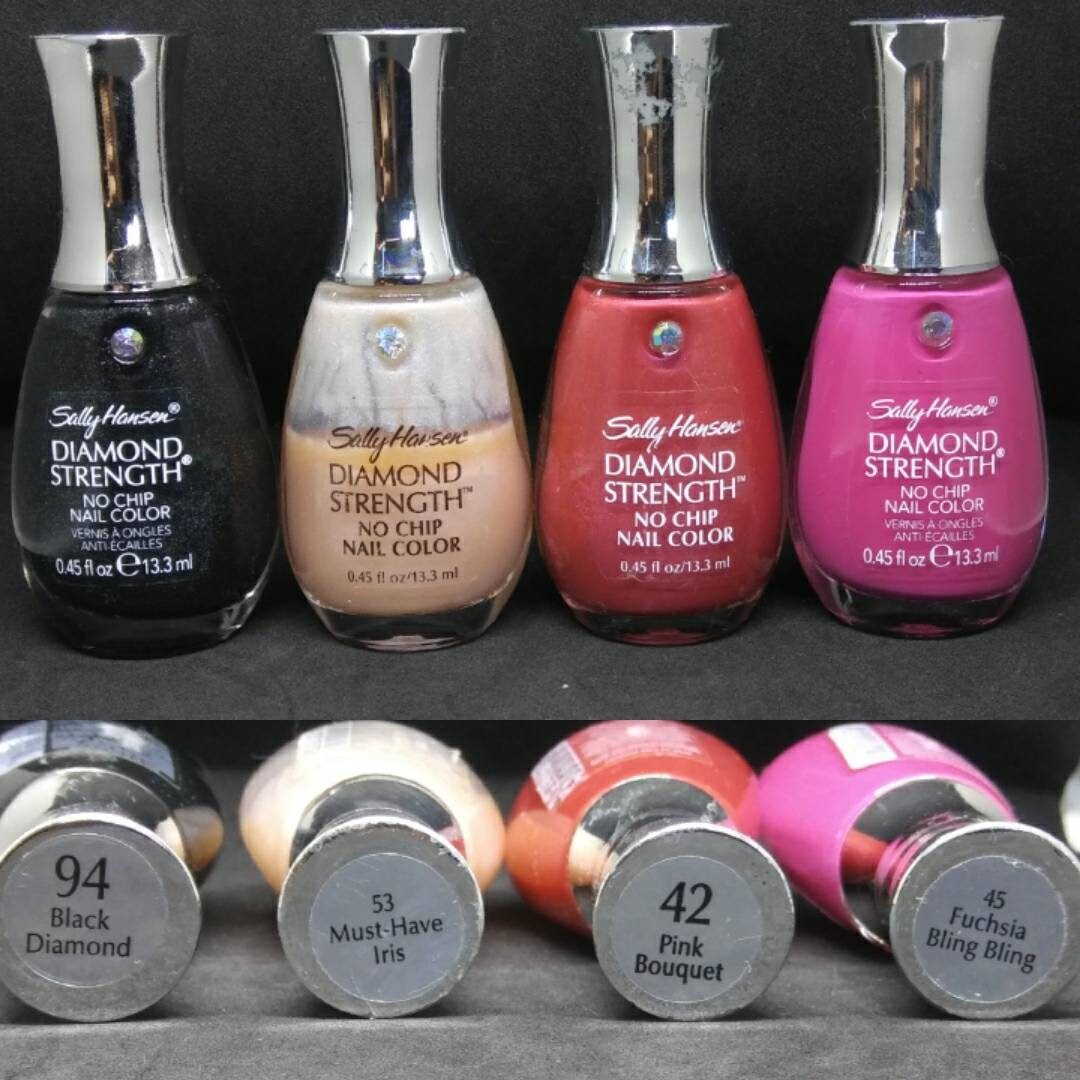 Sally Hansen®
DIAMOND
STRENGTH®
NO CHIP
NAIL COLOR
VERNIS À ONGLES
ANTI-ÉCAILLES
0.45 fl oz ℮ 13.3 ml
Sally Hansen®
DIAMOND
STRENGTH™
NO CHIP
NAIL COLOR
0.45 fl oz/13.3 ml
Sally Hansen®
DIAMOND
STRENGTH™
NO CHIP
NAIL COLOR
0.45 fl oz/13.3 ml
Sally Hansen®
DIAMOND
STRENGTH®
NO CHIP
NAIL COLOR
VERNIS À ONGLES
ANTI-ÉCAILLES
0.45 fl oz ℮ 13.3 ml
94
Black
Diamond
53
Must-Have
Iris
42
Pink
Bouquet
45
Fuchsia
Bling Bling